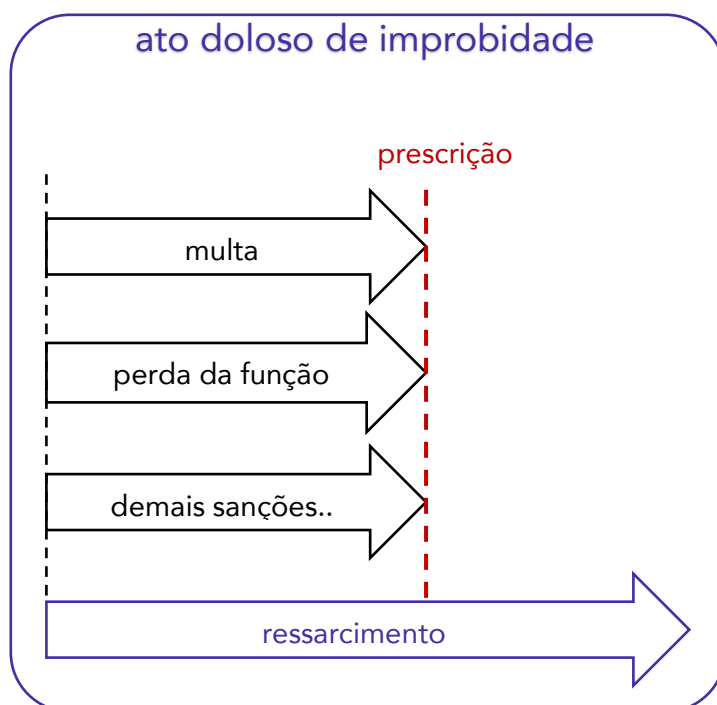 ato doloso de improbidade
prescrição
multa
perda da função
demais sanções..
ressarcimento